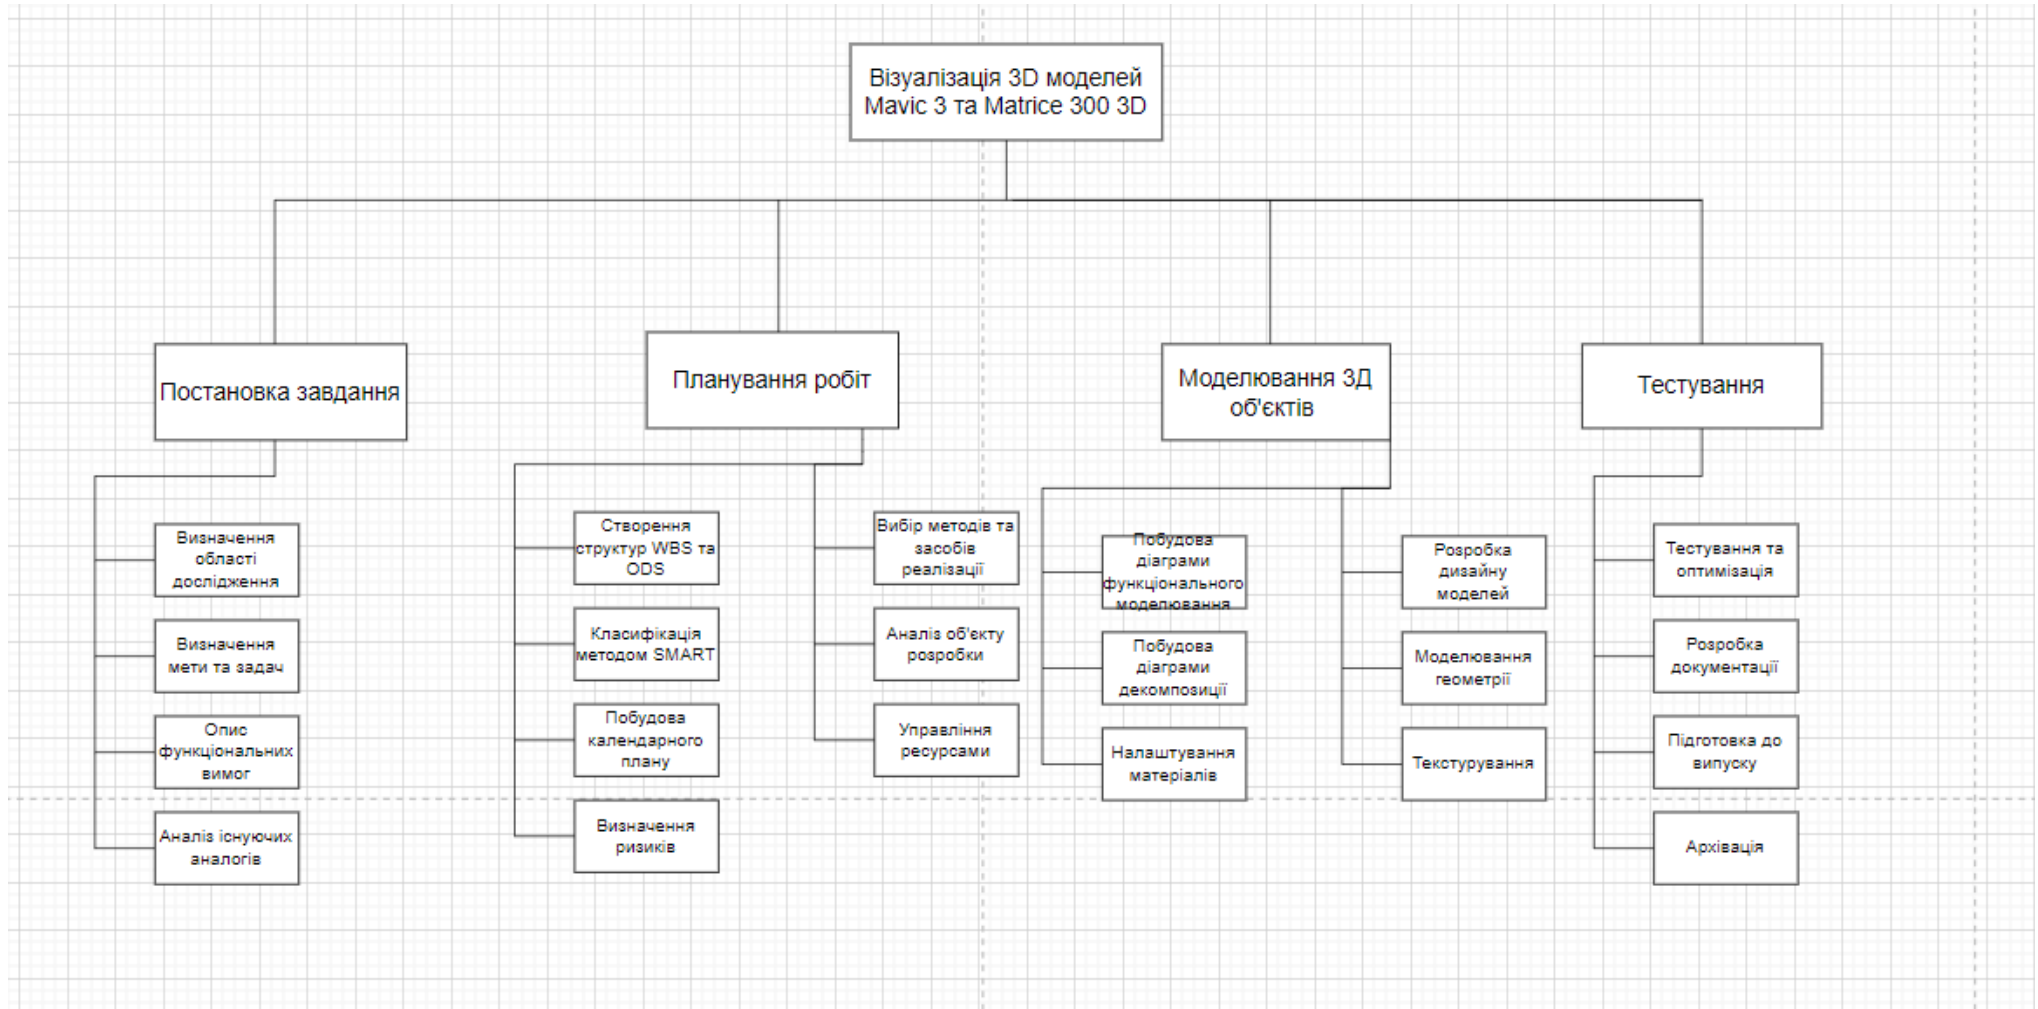 Візуалізація 3D моделей
Mavic 3 та Matrice 300 3D
Постановка завдання
Планування робіт
Моделювання 3Д
об'єктів
Тестування
Визначення
області
дослідження
Визначення
мети та задач
Опис
функціональних
вимог
Аналіз існуючих
аналогів
Створення
структур WBS та
ODS
Класифікація
методом SMART
Побудова
календарного
плану
Визначення
ризиків
Вибір методів та
засобів
реалізації
Аналіз об'єкту
розробки
Управління
ресурсами
Побудова
діаграми
функціонального
моделювання
Побудова
діаграми
декомпозиції
Налаштування
матеріалів
Розробка
дизайну
моделей
Моделювання
геометрії
Текстурування
Тестування та
оптимізація
Розробка
документації
Підготовка до
випуску
Архівація